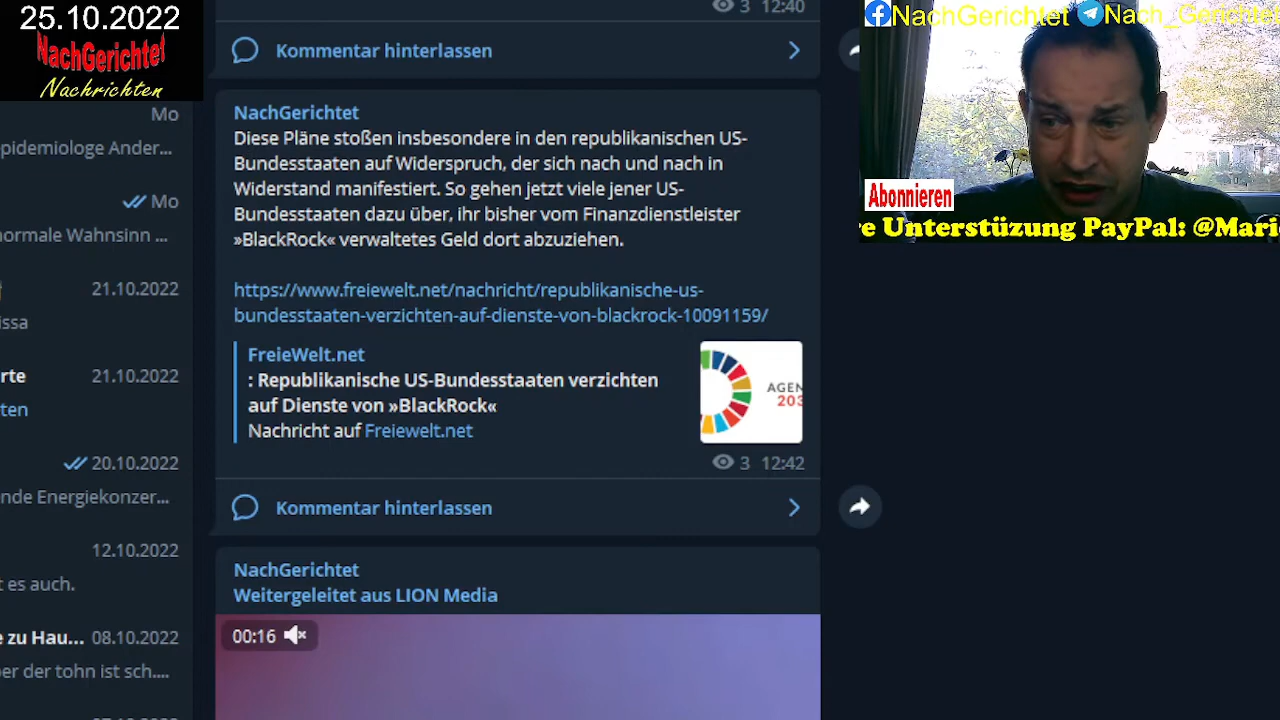 25.10.2022
NachGerichtet
Nachrichten
NachGerichtet
Nach_Gerichtet
Abonnieren
re Unterstüzung PayPal: @Mari
Mo
pidemiologe Ander...
Mo
normale Wahnsinn ...
21.10.2022
issa
rte
21.10.2022
ten
20.10.2022
nde Energiekonzer...
12.10.2022
t es auch.
e zu Hau...
08.10.2022
er der tohn ist sch....
3 12:40
Kommentar hinterlassen
NachGerichtet
Diese Pläne stoßen insbesondere in den republikanischen US-
Bundesstaaten auf Widerspruch, der sich nach und nach in
Widerstand manifestiert. So gehen jetzt viele jener US-
Bundesstaaten dazu über, ihr bisher vom Finanzdienstleister
»BlackRock« verwaltetes Geld dort abzuziehen.
https://www.freiewelt.net/nachricht/republikanische-us-
bundesstaaten-verzichten-auf-dienste-von-blackrock-10091159/
FreieWelt.net
: Republikanische US-Bundesstaaten verzichten
auf Dienste von »BlackRock«
Nachricht auf Freiewelt.net
AGEN
203
3 12:42
Kommentar hinterlassen
NachGerichtet
Weitergeleitet aus LION Media
00:16